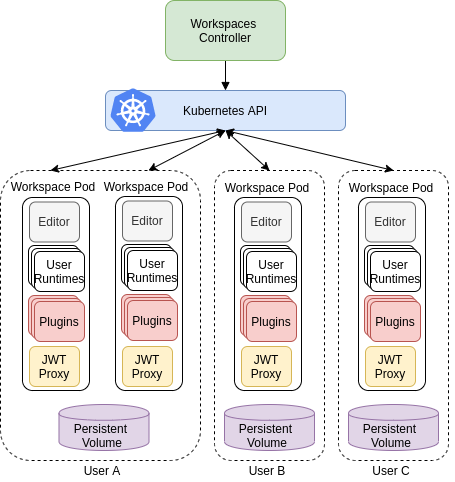 Workspaces
Controller
Kubernetes API
Workspace Pod
Editor
User
Runtimes
Plugins
JWT
Proxy
Workspace Pod
Editor
User
Runtimes
Plugins
JWT
Proxy
Persistent
Volume
User A
Workspace Pod
Editor
User
Runtimes
Plugins
JWT
Proxy
Persistent
Volume
User B
Workspace Pod
Editor
User
Runtimes
Plugins
JWT
Proxy
Persistent
Volume
User C